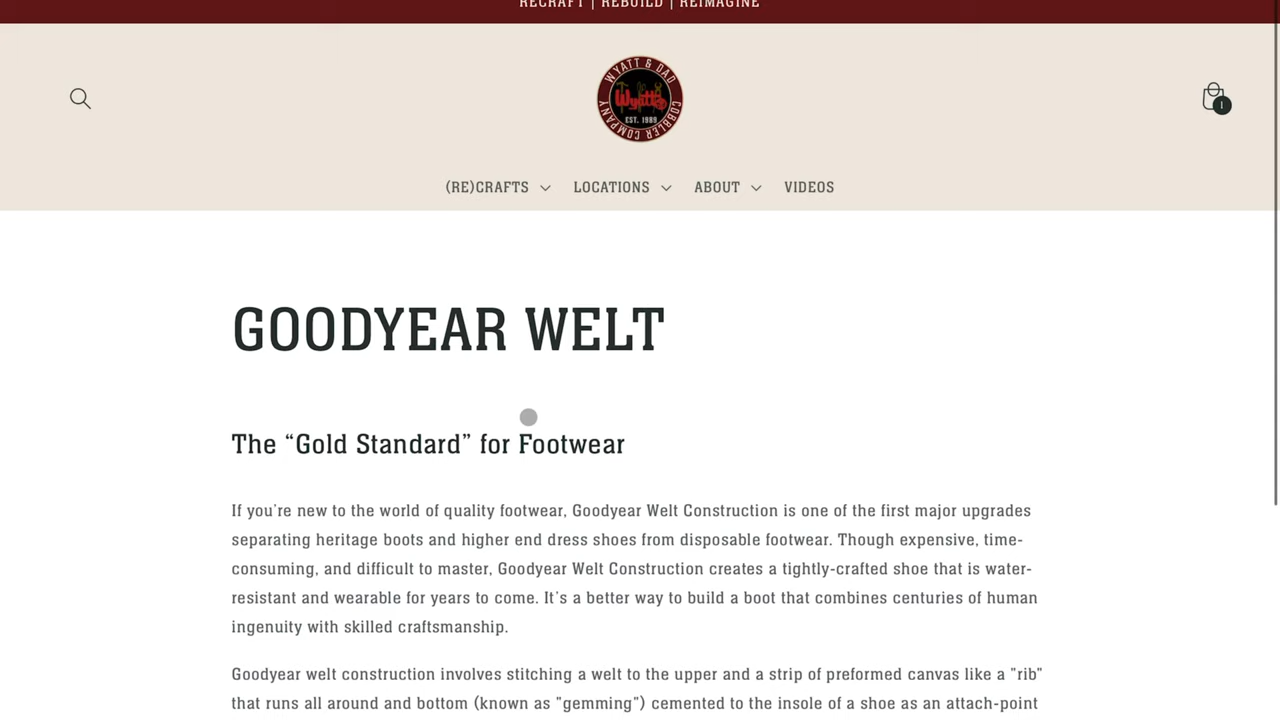 RECRAFT | REBUILD | REIMAGINE
WYATT & DAD
Wyatt
EST. 1989
COBBLER COMPANY
1
(RE)CRAFTS
LOCATIONS
ABOUT
VIDEOS
GOODYEAR WELT
The “Gold Standard” for Footwear
If you're new to the world of quality footwear, Goodyear Welt Construction is one of the first major upgrades
separating heritage boots and higher end dress shoes from disposable footwear. Though expensive, time-
consuming, and difficult to master, Goodyear Welt Construction creates a tightly-crafted shoe that is water-
resistant and wearable for years to come. It's a better way to build a boot that combines centuries of human
ingenuity with skilled craftsmanship.
Goodyear welt construction involves stitching a welt to the upper and a strip of preformed canvas like a "rib"
that runs all around and bottom (known as "gemming") cemented to the insole of a shoe as an attach-point